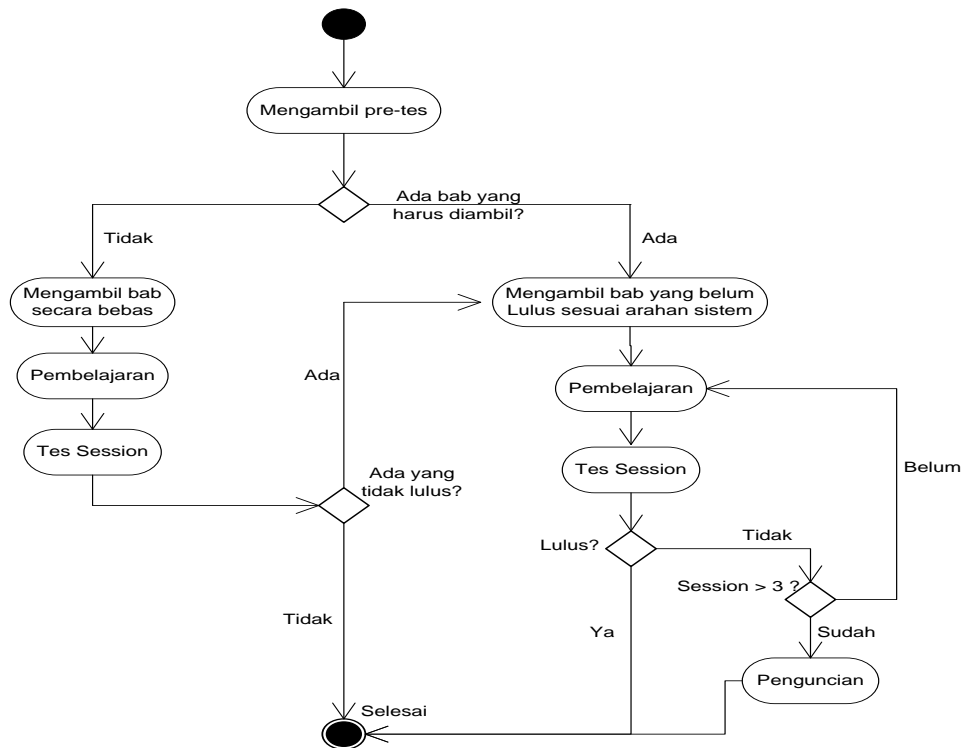 Mengambil pre-tes
Ada bab yang
harus diambil?
Tidak
Ada
Mengambil bab
secara bebas
Mengambil bab yang belum
Lulus sesuai arahan sistem
Pembelajaran
Ada
Pembelajaran
Tes Session
Ada yang
tidak lulus?
Tes Session
Belum
Lulus?
Tidak
Session > 3 ?
Tidak
Ya
Sudah
Penguncian
Selesai